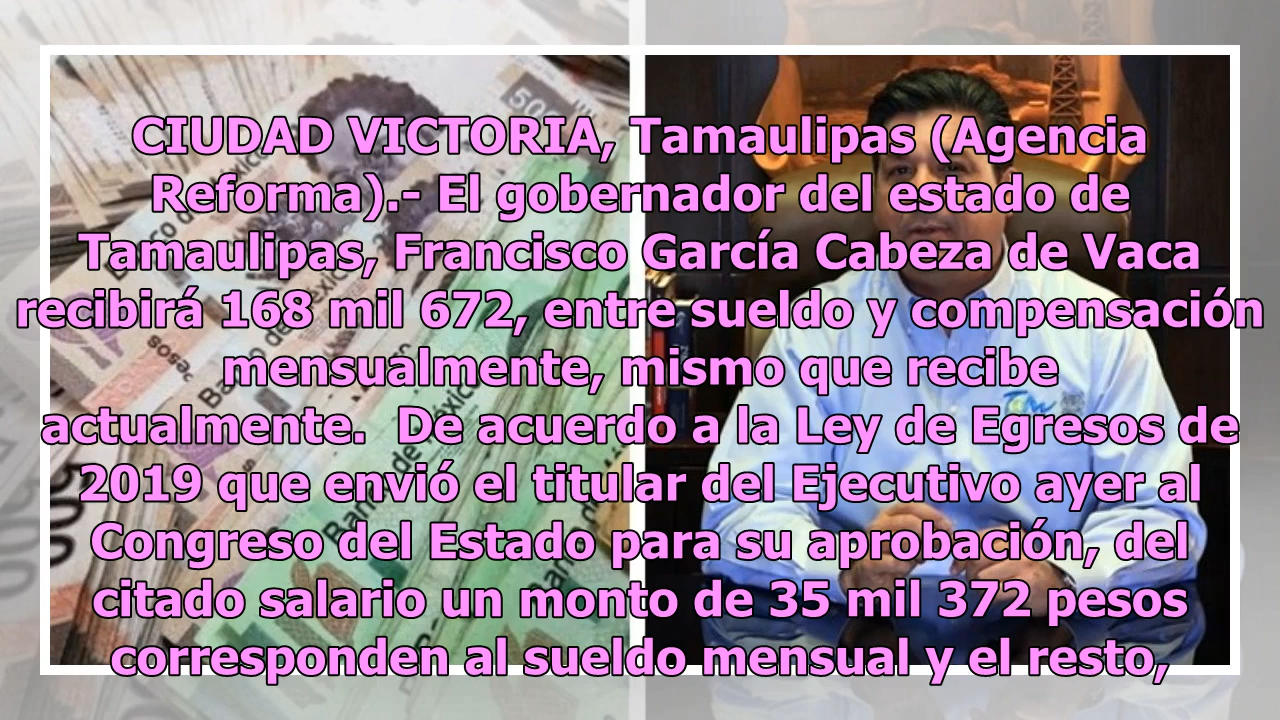 CIUDAD VICTORIA, Tamaulipas (Agencia
Reforma).- El gobernador del estado de
Tamaulipas, Francisco García Cabeza de Vaca
recibirá 168 mil 672, entre sueldo y compensación
mensualmente, mismo que recibe
actualmente.  De acuerdo a la Ley de Egresos de
2019 que envió el titular del Ejecutivo ayer al
Congreso del Estado para su aprobación, del
citado salario un monto de 35 mil 372 pesos
corresponden al sueldo mensual y el resto,